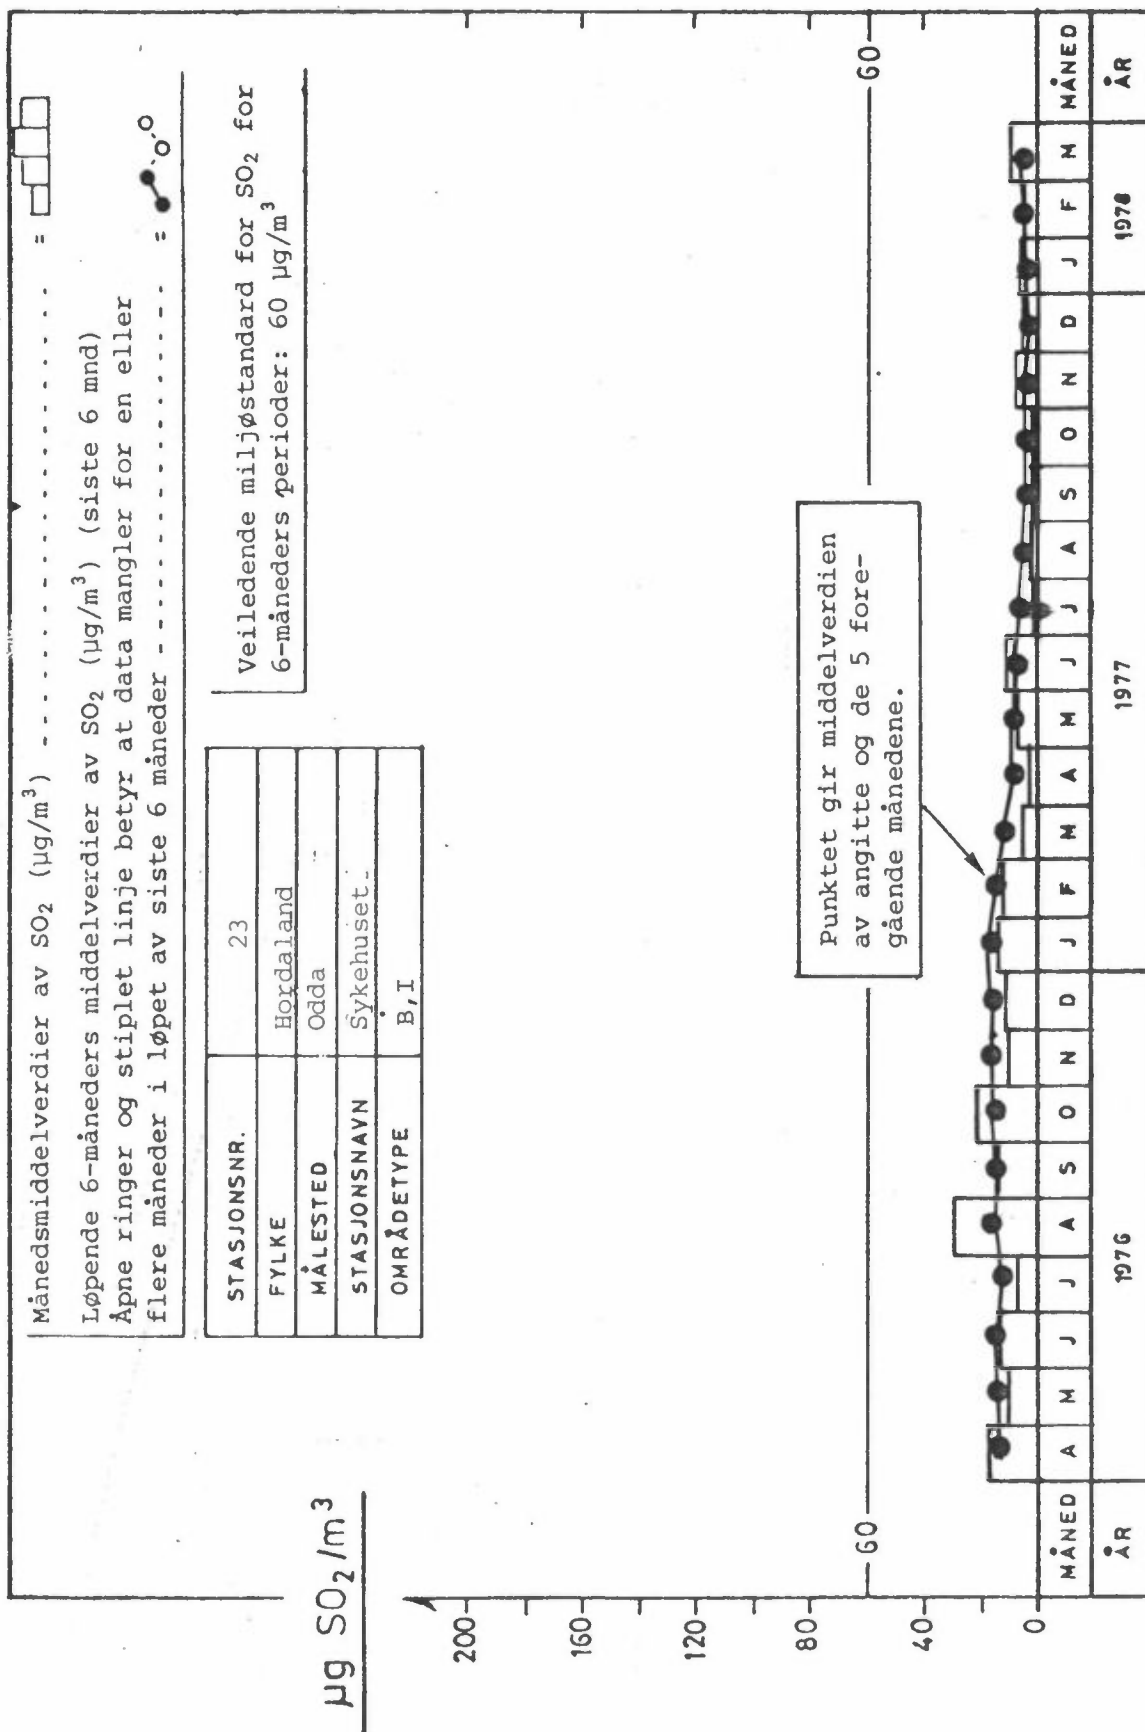 Månedsmiddelverdier av SO₂ (µg/m³) - - - - - - - - - - - - - - - - - - - =
Løpende 6-måneders middelverdier av SO₂ (µg/m³) (siste 6 mnd)
Åpne ringer og stiplet linje betyr at data mangler for en eller
flere måneder i løpet av siste 6 måneder - - - - - - - - - - - - - - =
Veiledende miljøstandard for SO₂ for
6-måneders perioder: 60 µg/m³
STASJONSNR. 23
FYLKE Hordaland
MÅLESTED Odda
STASJONSNAVN Sykehuset.
OMRÅDETYPE B,I
µg SO₂/m³
200
160
120
80
40
0
60 60
Punktet gir middelverdien
av angitte og de 5 fore-
gående månedene.
MÅNED A M J J A S O N D J F M A M J J A S O N D J F M MÅNED
ÅR 1976 1977 1978 ÅR